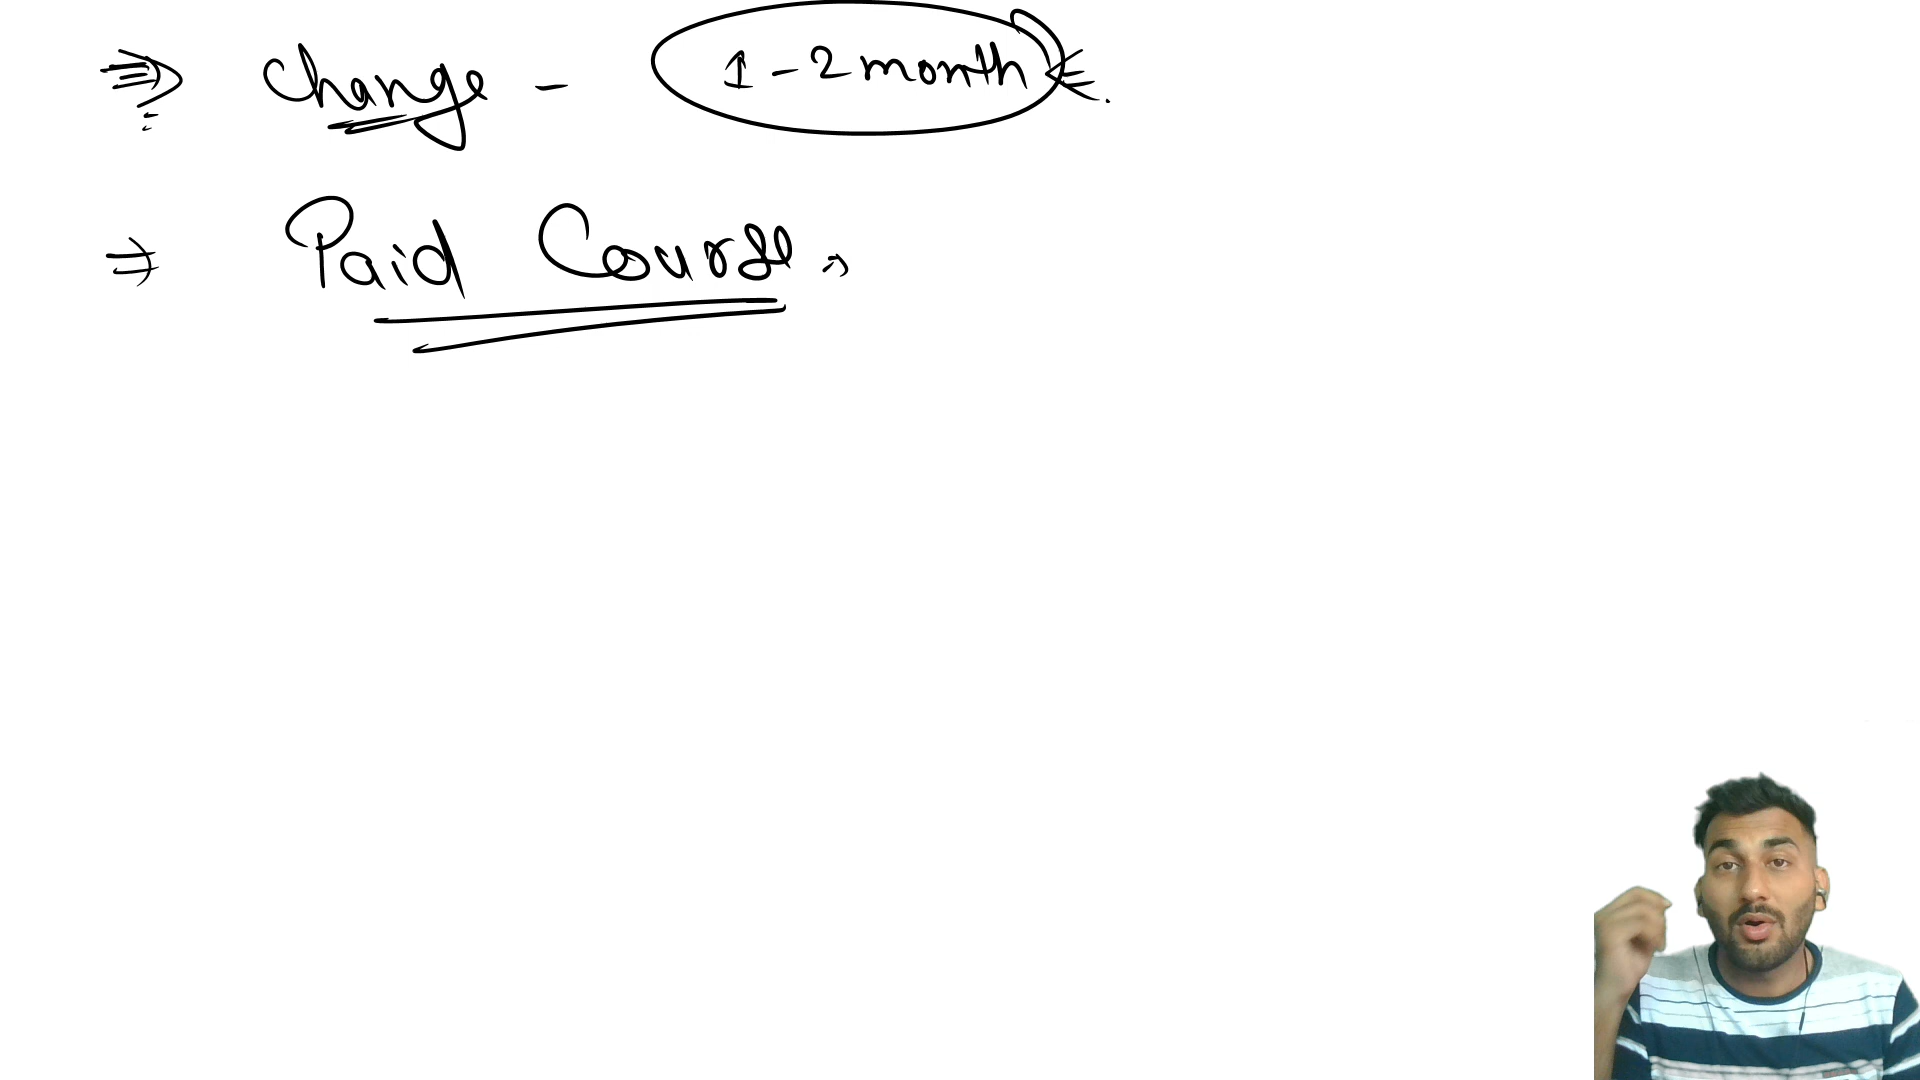 ⇒ change - 1-2 month
⇒ Paid Course